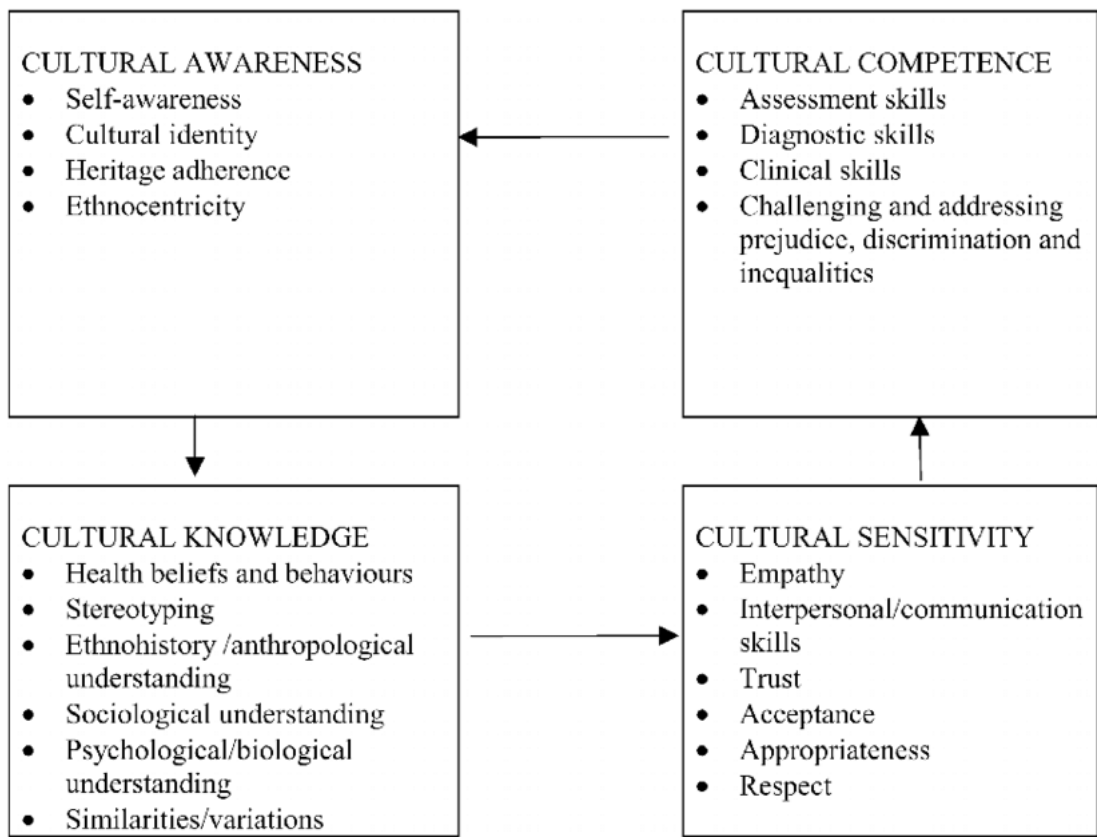 CULTURAL AWARENESS
• Self-awareness
• Cultural identity
• Heritage adherence
• Ethnocentricity
CULTURAL COMPETENCE
• Assessment skills
• Diagnostic skills
• Clinical skills
• Challenging and addressing
prejudice, discrimination and
inequalities
CULTURAL KNOWLEDGE
• Health beliefs and behaviours
• Stereotyping
• Ethnohistory /anthropological
understanding
• Sociological understanding
• Psychological/biological
understanding
• Similarities/variations
CULTURAL SENSITIVITY
• Empathy
• Interpersonal/communication
skills
• Trust
• Acceptance
• Appropriateness
• Respect